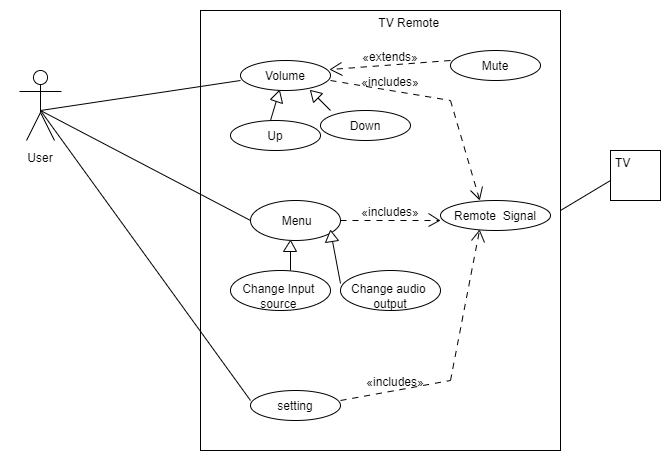 TV Remote
«extends»
Volume
Mute
«includes»
Up
Down
User
TV
Menu
«includes»
Remote Signal
Change Input
source
Change audio
output
«includes»
setting